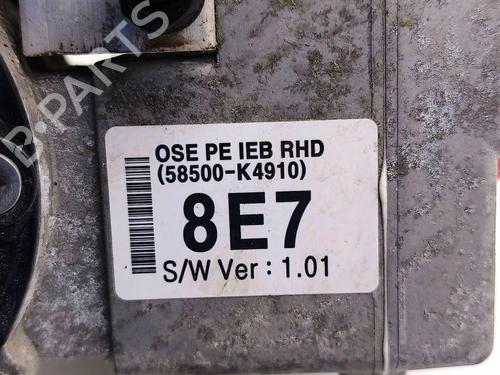 B-PARTS
OSE PE IEB RHD
(58500-K4910)
8E7
S/W Ver : 1.01